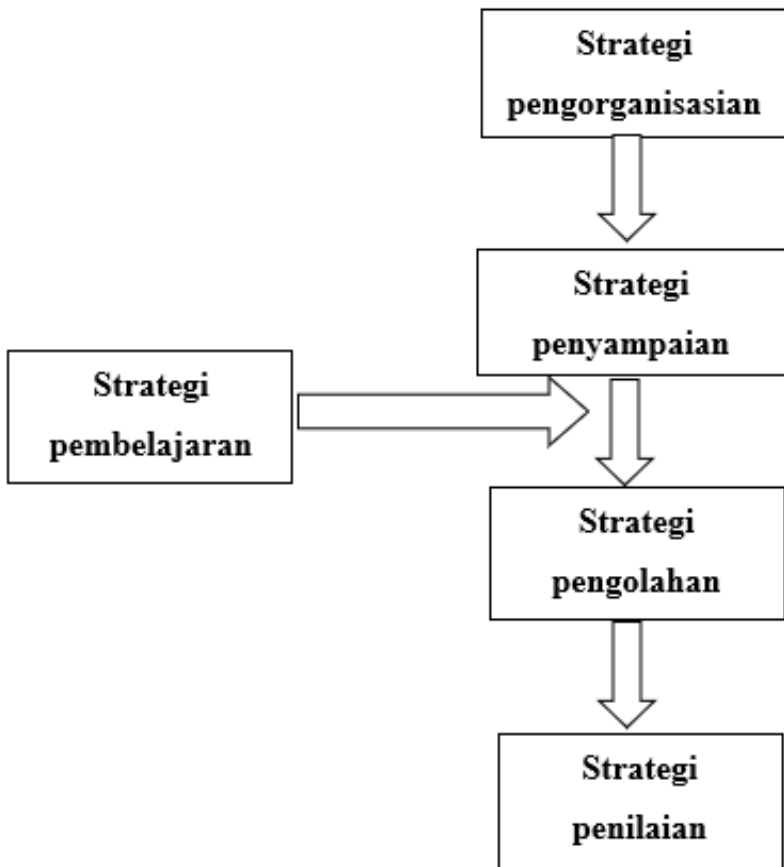 Strategi
pengorganisasian
Strategi
penyampaian
Strategi
pembelajaran
Strategi
pengolahan
Strategi
penilaian